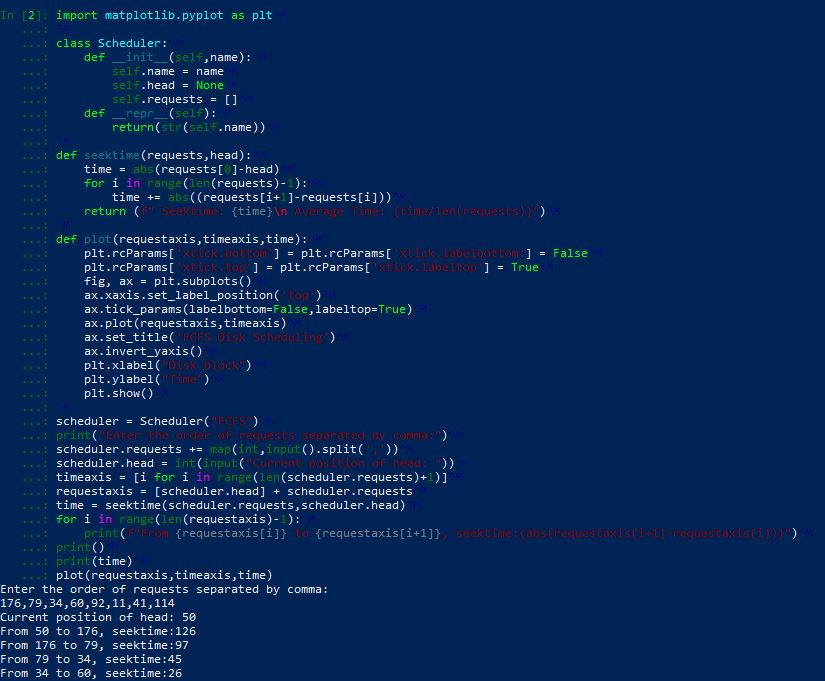 In [2]: import matplotlib.pyplot as plt^M
   ...: ^M
   ...: class Scheduler:^M
   ...:     def __init__(self,name):^M
   ...:         self.name = name^M
   ...:         self.head = None^M
   ...:         self.requests = []^M
   ...:     def __repr__(self):^M
   ...:         return(str(self.name))^M
   ...: ^M
   ...: def seektime(requests,head):^M
   ...:     time = abs(requests[0]-head)^M
   ...:     for i in range(len(requests)-1):^M
   ...:         time += abs((requests[i+1]-requests[i]))^M
   ...:     return (f" Seektime: {time}\n Average Time: {time/len(requests)}")^M
   ...: ^M
   ...: def plot(requestaxis,timeaxis,time):^M
   ...:     plt.rcParams['xtick.bottom'] = plt.rcParams['xtick.labelbottom'] = False^M
   ...:     plt.rcParams['xtick.top'] = plt.rcParams['xtick.labeltop'] = True^M
   ...:     fig, ax = plt.subplots()^M
   ...:     ax.xaxis.set_label_position('top')^M
   ...:     ax.tick_params(labelbottom=False,labeltop=True)^M
   ...:     ax.plot(requestaxis,timeaxis)^M
   ...:     ax.set_title("FCFS Disk Scheduling")^M
   ...:     ax.invert_yaxis()^M
   ...:     plt.xlabel("Disk block")^M
   ...:     plt.ylabel("Time")^M
   ...:     plt.show()^M
   ...: ^M
   ...: scheduler = Scheduler("FCFS")^M
   ...: print("Enter the order of requests separated by comma:")^M
   ...: scheduler.requests += map(int,input().split(','))^M
   ...: scheduler.head = int(input("Current position of head: "))^M
   ...: timeaxis = [i for i in range(len(scheduler.requests)+1)]^M
   ...: requestaxis = [scheduler.head] + scheduler.requests^M
   ...: time = seektime(scheduler.requests,scheduler.head)^M
   ...: for i in range(len(requestaxis)-1):^M
   ...:     print(f"From {requestaxis[i]} to {requestaxis[i+1]}, seektime:{abs(requestaxis[i+1]-requestaxis[i])}")^M
   ...: print()^M
   ...: print(time)^M
   ...: plot(requestaxis,timeaxis,time)
Enter the order of requests separated by comma:
176,79,34,60,92,11,41,114
Current position of head: 50
From 50 to 176, seektime:126
From 176 to 79, seektime:97
From 79 to 34, seektime:45
From 34 to 60, seektime:26